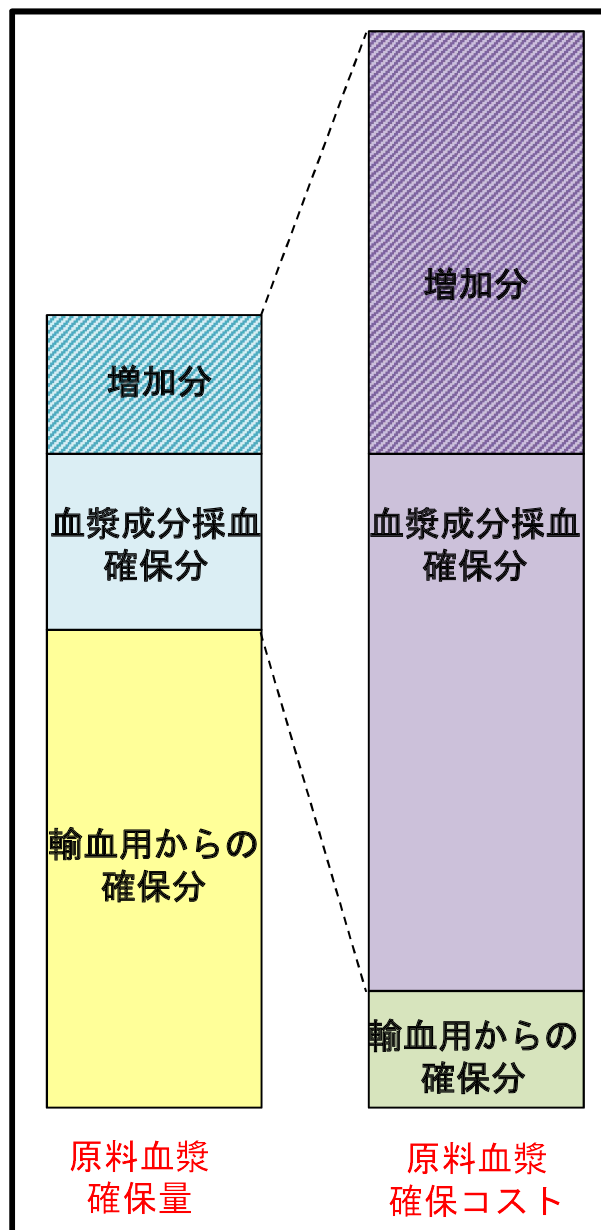 増加分
血漿成分採血
確保分
輸血用からの
確保分
原料血漿
確保量
増加分
血漿成分採血
確保分
輸血用からの
確保分
原料血漿
確保コスト